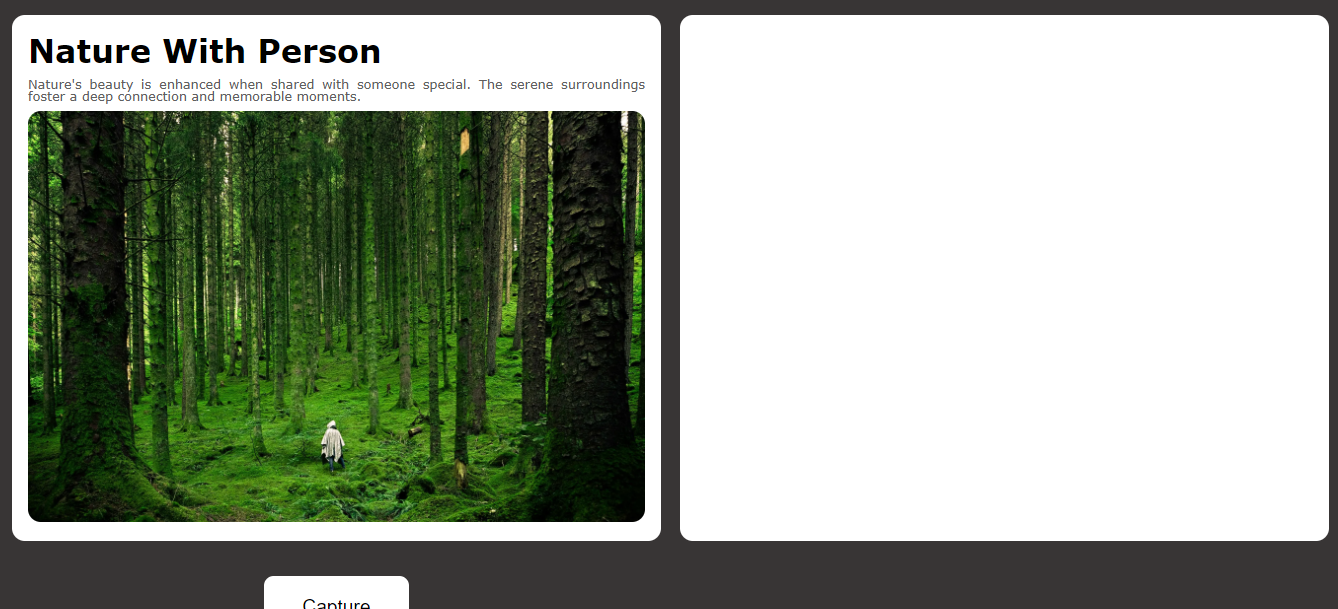 Nature With Person
Nature's beauty is enhanced when shared with someone special. The serene surroundings
foster a deep connection and memorable moments.
Capture